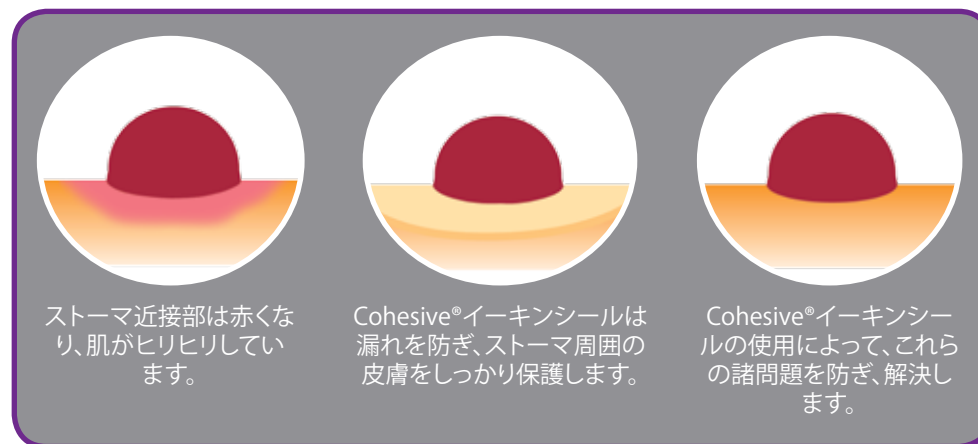 ストーマ近接部は赤くな
り、肌がヒリヒリしてい
ます。
Cohesive®イーキンシールは
漏れを防ぎ、ストーマ周囲の
皮膚をしっかり保護します。
Cohesive®イーキンシー
ルの使用によって、これら
の諸問題を防ぎ、解決し
ます。